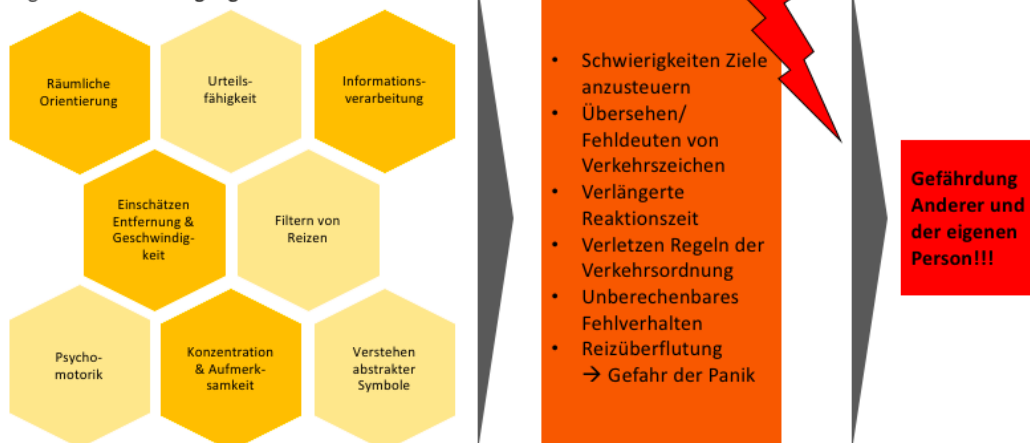 Räumliche
Orientierung
Urteils-
fähigkeit
Informations-
verarbeitung
Einschätzen
Entfernung &
Geschwindig-
keit
Filtern von
Reizen
Psycho-
motorik
Konzentration
& Aufmerk-
samkeit
Verstehen
abstrakter
Symbole
• Schwierigkeiten Ziele
anzusteuern
• Übersehen/
Fehldeuten von
Verkehrszeichen
• Verlängerte
Reaktionszeit
• Verletzen Regeln der
Verkehrsordnung
• Unberechenbares
Fehlverhalten
• Reizüberflutung
→ Gefahr der Panik
Gefährdung
Anderer und
der eigenen
Person!!!